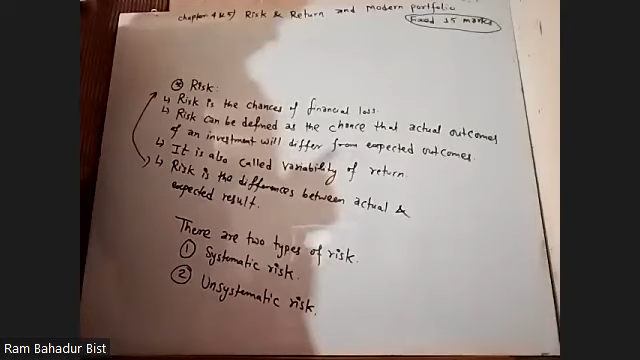 chapter 4 & 5) Risk & Return and modern portfolio
Fixed 15 marks
* Risk:
↳ Risk is the chances of financial loss.
↳ Risk can be defined as the chance that actual outcomes
of an investment will differ from expected outcomes.
↳ It is also called variability of return.
↳ Risk is the differences between actual &
expected result.
There are two types of risk.
① Systematic risk.
② Unsystematic risk.
Ram Bahadur Bist